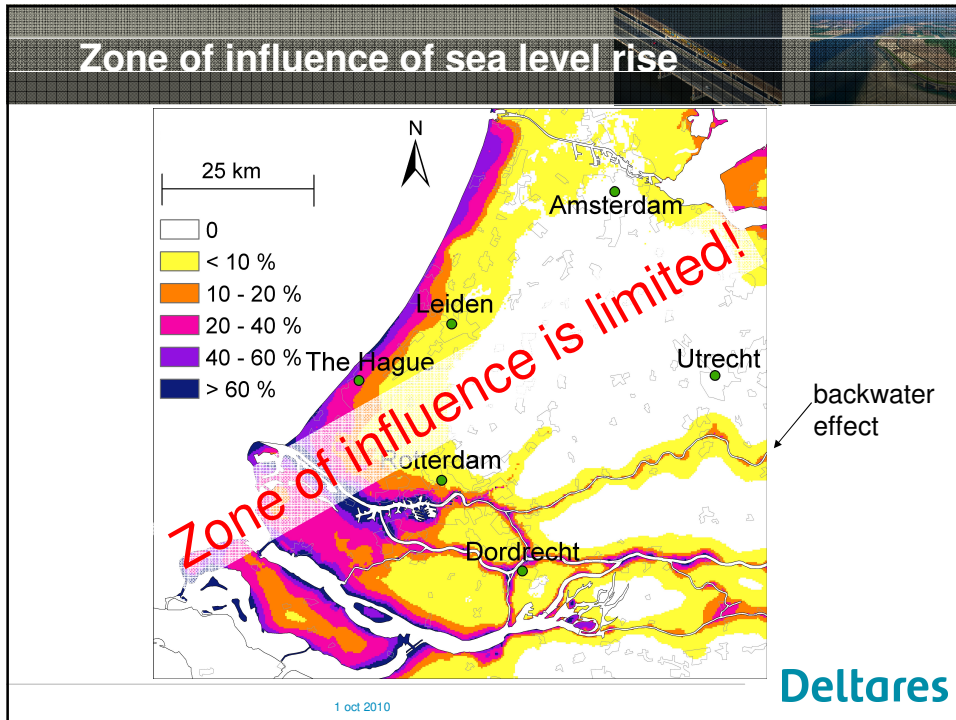 Zone of influence of sea level rise
N
25 km
0
< 10 %
10 - 20 %
20 - 40 %
40 - 60 %
> 60 %
Amsterdam
Leiden
The Hague
Utrecht
Rotterdam
Dordrecht
Zone of influence is limited!
backwater
effect
1 oct 2010
Deltares